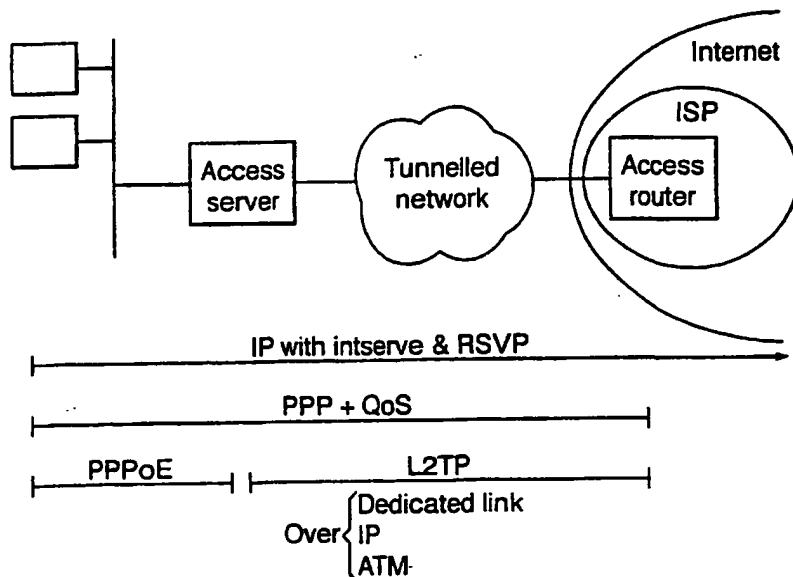 Internet
ISP
Access
server
Tunnelled
network
Access
router
IP with intserve & RSVP
PPP + QoS
PPPoE
L2TP
Over
Dedicated link
IP
ATM